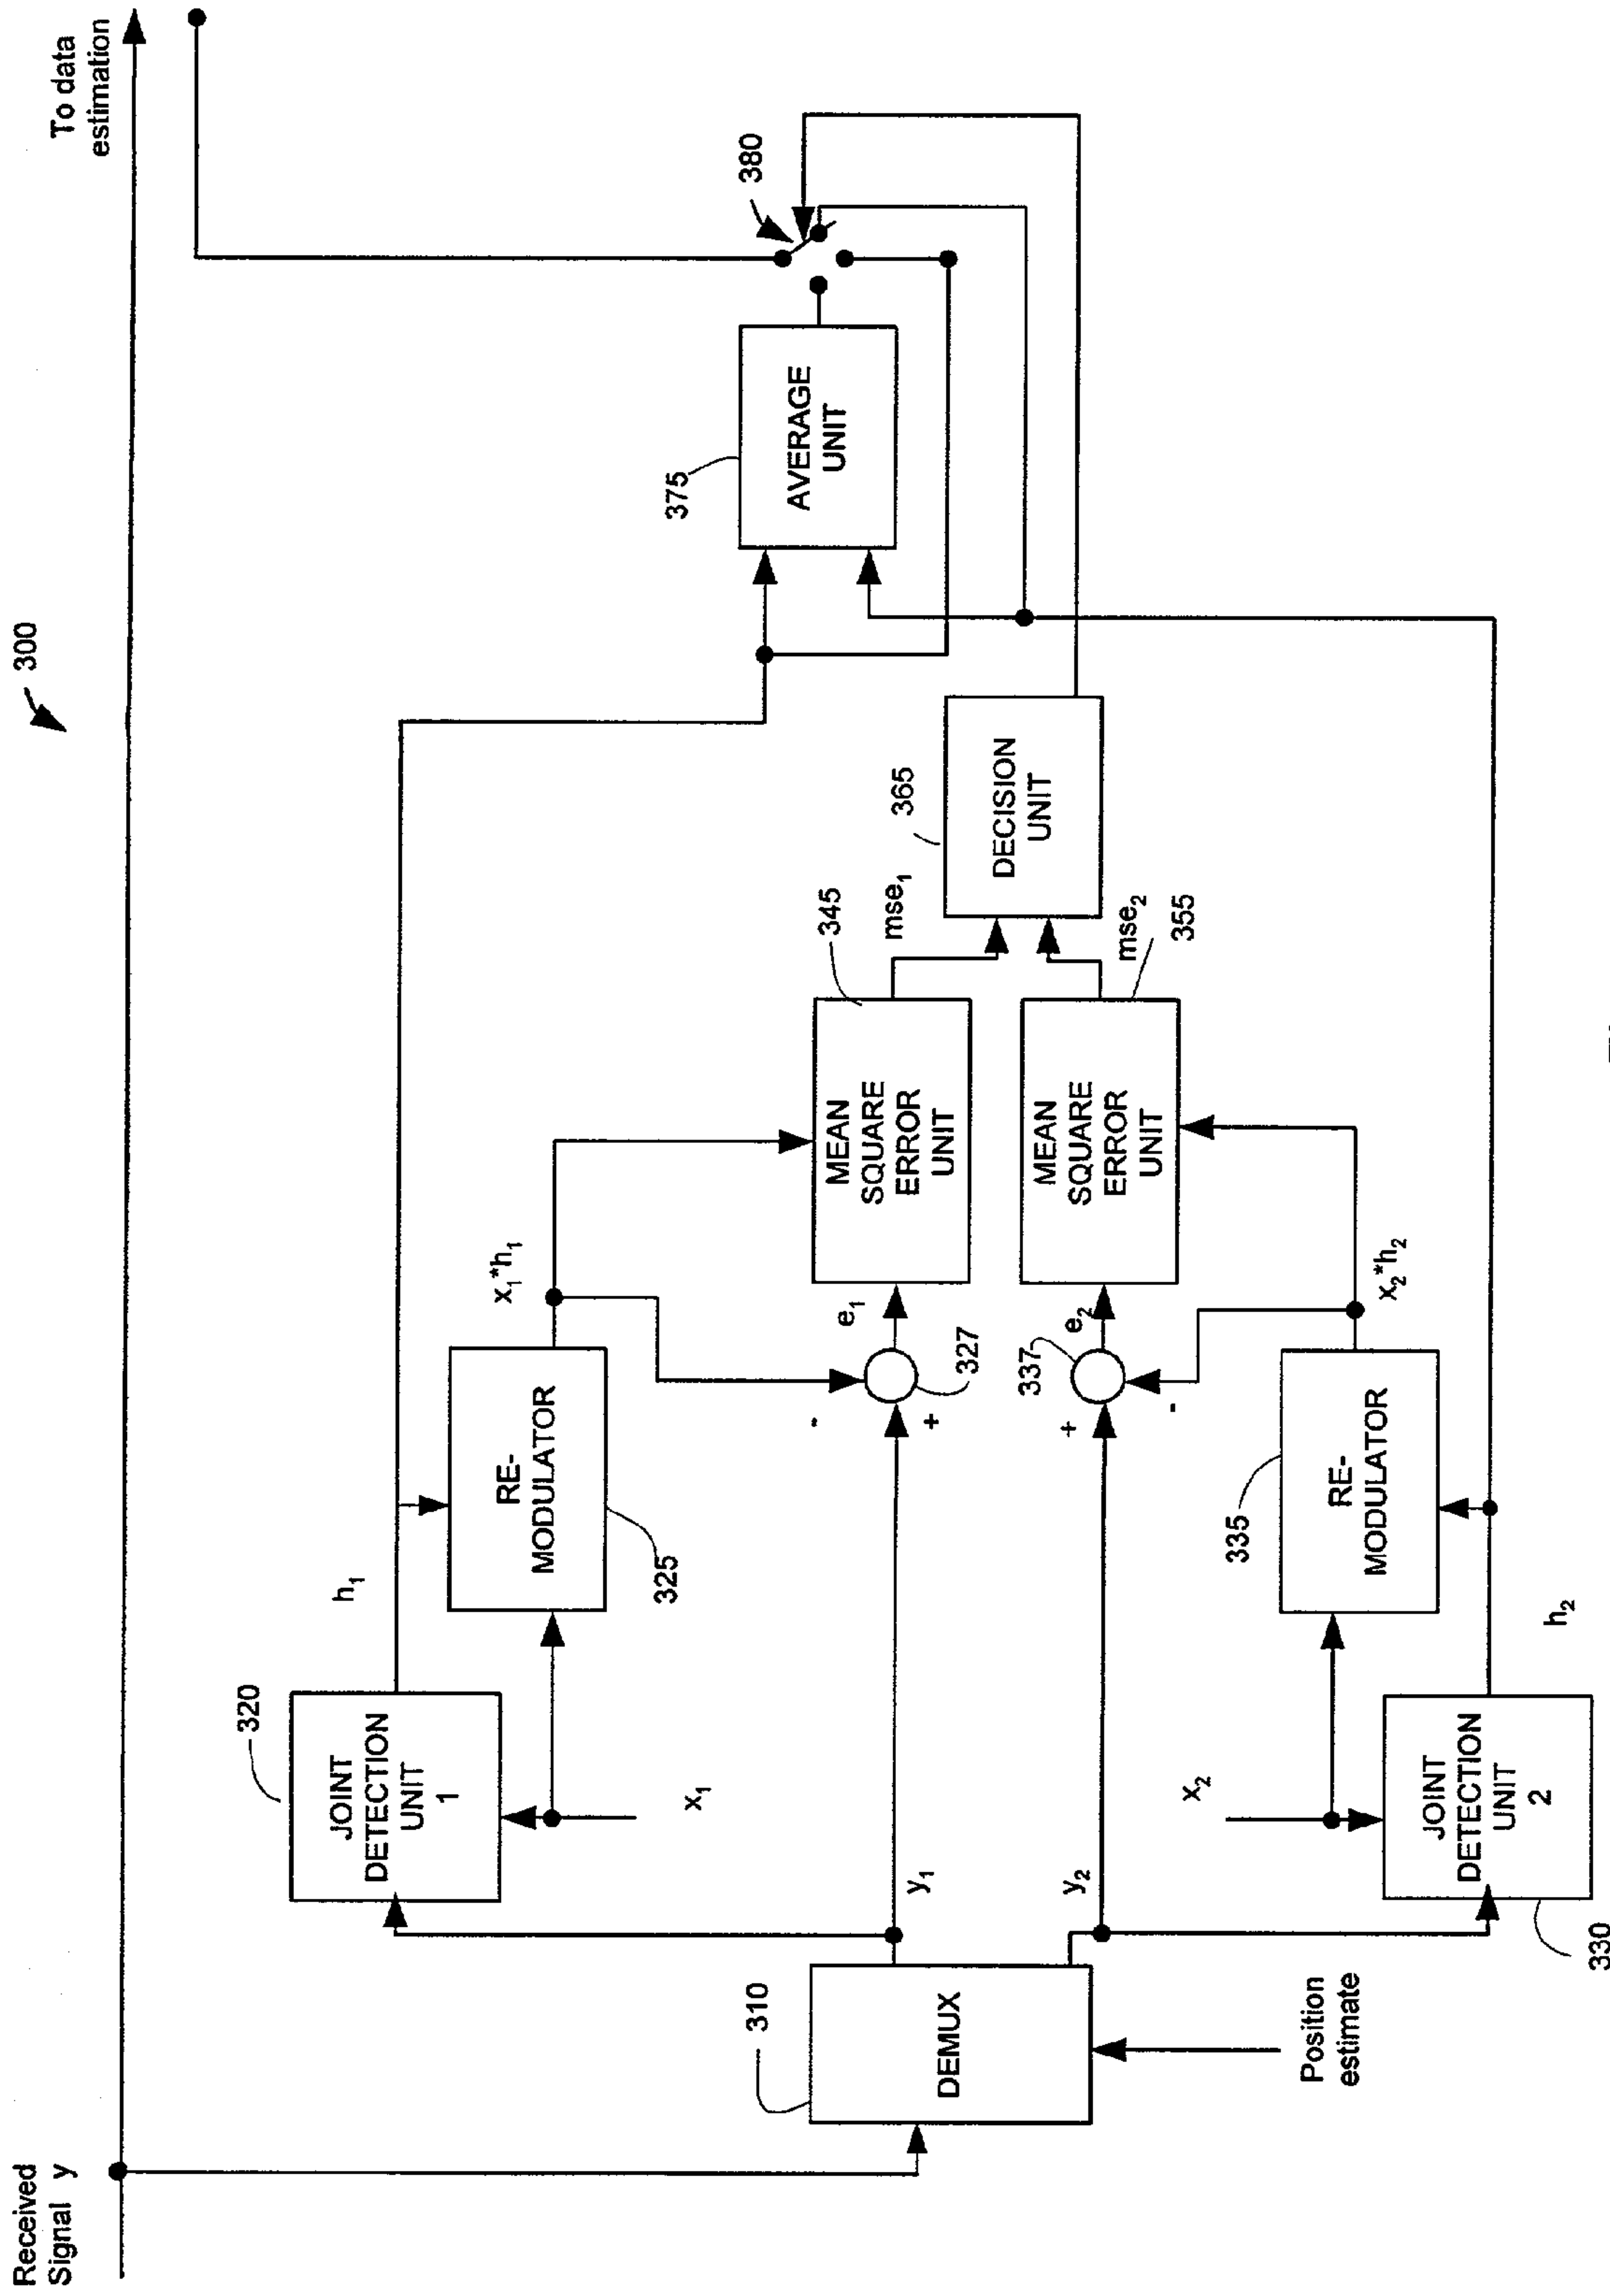 300
Received
Signal y
To data
estimation
320
JOINT
DETECTION
UNIT
1
h₁
x₁
RE-
MODULATOR
325
x₁*h₁
310
DEMUX
Position
estimate
y₁
y₂
-
+
327
e₁
MEAN
SQUARE
ERROR
UNIT
345
mse₁
+
-
337
e₂
MEAN
SQUARE
ERROR
UNIT
mse₂
355
365
DECISION
UNIT
375
AVERAGE
UNIT
380
x₂
335
RE-
MODULATOR
x₂*h₂
JOINT
DETECTION
UNIT
2
330
h₂